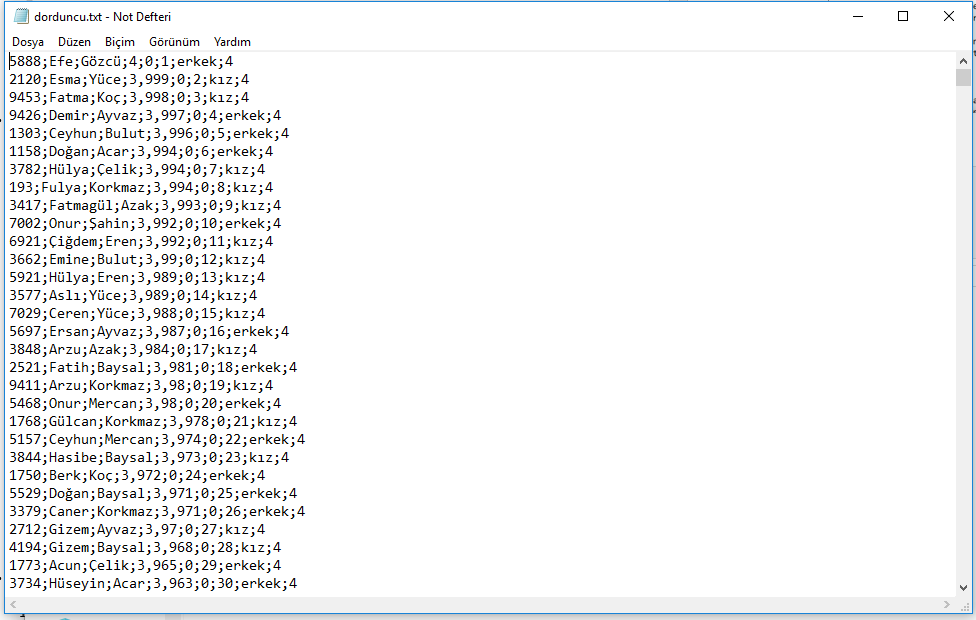 dorduncu.txt - Not Defteri
Dosya Düzen Biçim Görünüm Yardım
5888;Efe;Gözcü;4;0;1;erkek;4
2120;Esma;Yüce;3,999;0;2;kız;4
9453;Fatma;Koç;3,998;0;3;kız;4
9426;Demir;Ayvaz;3,997;0;4;erkek;4
1303;Ceyhun;Bulut;3,996;0;5;erkek;4
1158;Doğan;Acar;3,994;0;6;erkek;4
3782;Hülya;Çelik;3,994;0;7;kız;4
193;Fulya;Korkmaz;3,994;0;8;kız;4
3417;Fatmagül;Azak;3,993;0;9;kız;4
7002;Onur;Şahin;3,992;0;10;erkek;4
6921;Çiğdem;Eren;3,992;0;11;kız;4
3662;Emine;Bulut;3,99;0;12;kız;4
5921;Hülya;Eren;3,989;0;13;kız;4
3577;Aslı;Yüce;3,989;0;14;kız;4
7029;Ceren;Yüce;3,988;0;15;kız;4
5697;Ersan;Ayvaz;3,987;0;16;erkek;4
3848;Arzu;Azak;3,984;0;17;kız;4
2521;Fatih;Baysal;3,981;0;18;erkek;4
9411;Arzu;Korkmaz;3,98;0;19;kız;4
5468;Onur;Mercan;3,98;0;20;erkek;4
1768;Gülcan;Korkmaz;3,978;0;21;kız;4
5157;Ceyhun;Mercan;3,974;0;22;erkek;4
3844;Hasibe;Baysal;3,973;0;23;kız;4
1750;Berk;Koç;3,972;0;24;erkek;4
5529;Doğan;Baysal;3,971;0;25;erkek;4
3379;Caner;Korkmaz;3,971;0;26;erkek;4
2712;Gizem;Ayvaz;3,97;0;27;kız;4
4194;Gizem;Baysal;3,968;0;28;kız;4
1773;Acun;Çelik;3,965;0;29;erkek;4
3734;Hüseyin;Acar;3,963;0;30;erkek;4